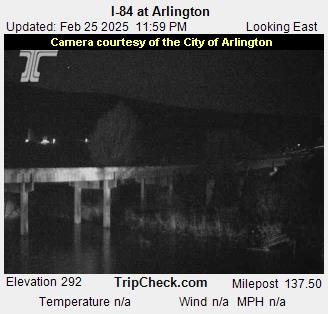 I-84 at Arlington
Updated: Feb 25 2025 11:59 PM Looking East
Camera courtesy of the City of Arlington
Elevation 292 TripCheck.com Milepost 137.50
Temperature n/a Wind n/a MPH n/a